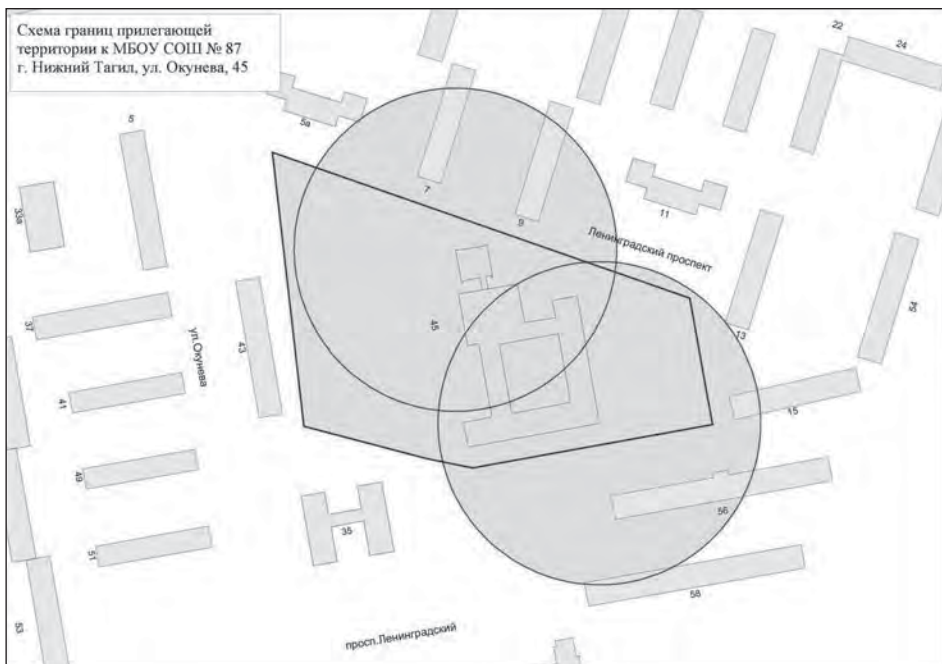 Схема границ прилегающей
территории к МБОУ СОШ № 87
г. Нижний Тагил, ул. Окунева, 45
22
24
5а
5
7
9
11
33а
Ленинградский проспект
54
45
37
ул.Окунева
43
13
41
15
49
56
35
51
58
53
просп.Ленинградский